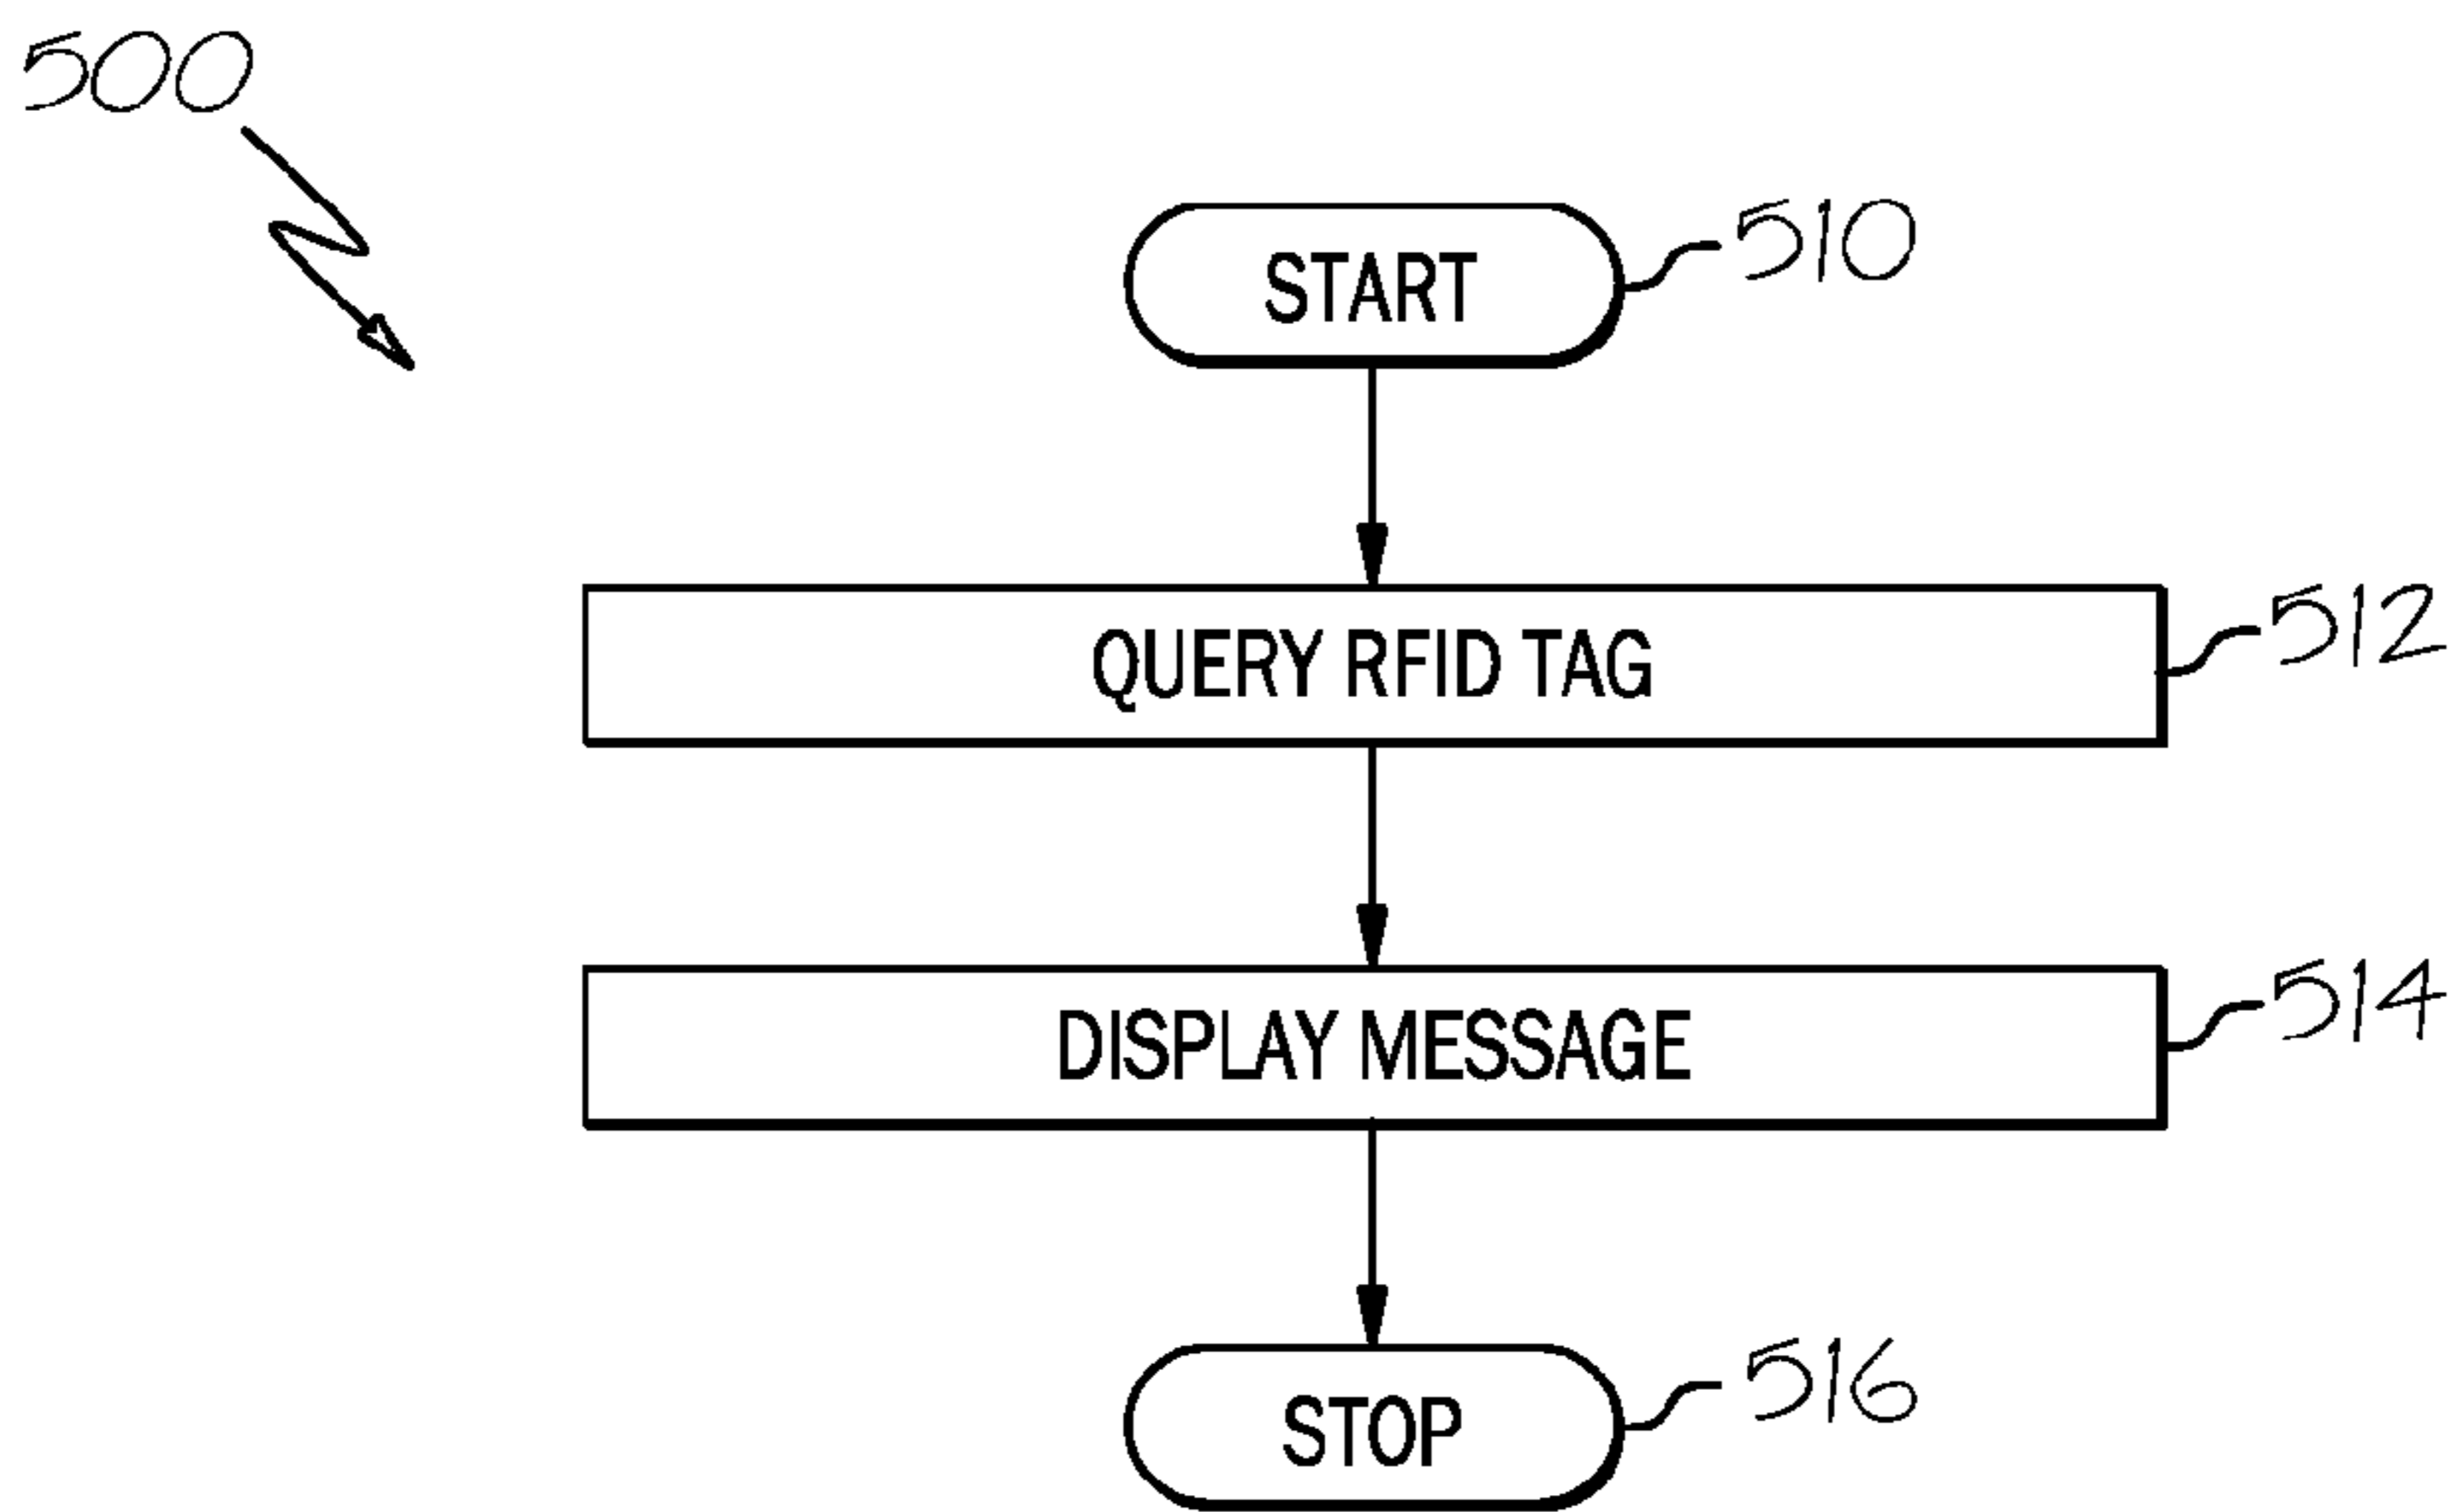 500
START
510
QUERY RFID TAG
512
DISPLAY MESSAGE
514
STOP
516